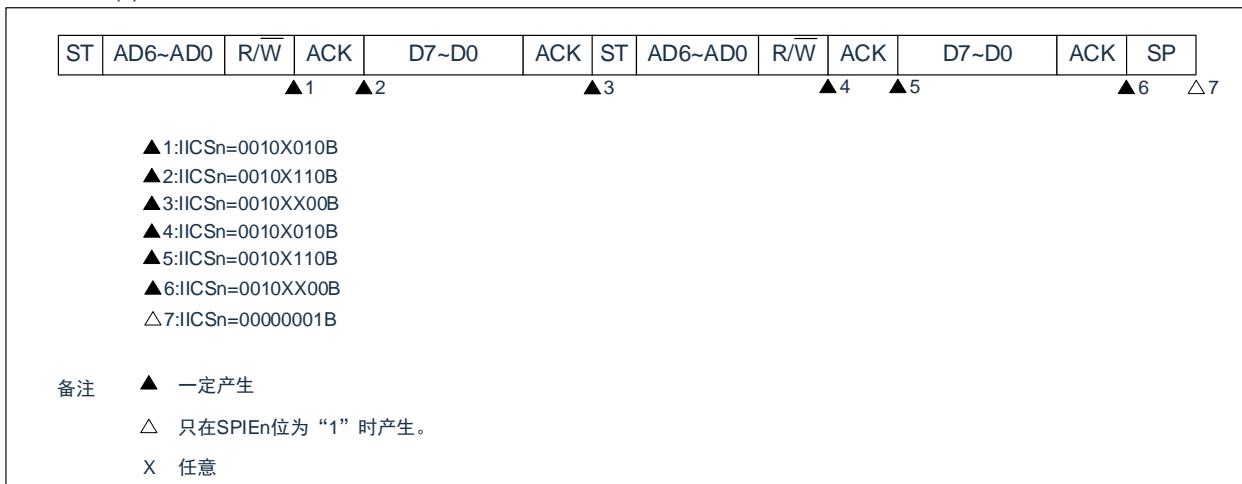 ST AD6~AD0 R/W ACK D7~D0 ACK ST AD6~AD0 R/W ACK D7~D0 ACK SP
▲1 ▲2 ▲3 ▲4 ▲5 ▲6 △7
▲1:IICSn=0010X010B
▲2:IICSn=0010X110B
▲3:IICSn=0010XX00B
▲4:IICSn=0010X010B
▲5:IICSn=0010X110B
▲6:IICSn=0010XX00B
△7:IICSn=00000001B
备注 ▲ 一定产生
△ 只在SPIEn位为“1”时产生。
X 任意